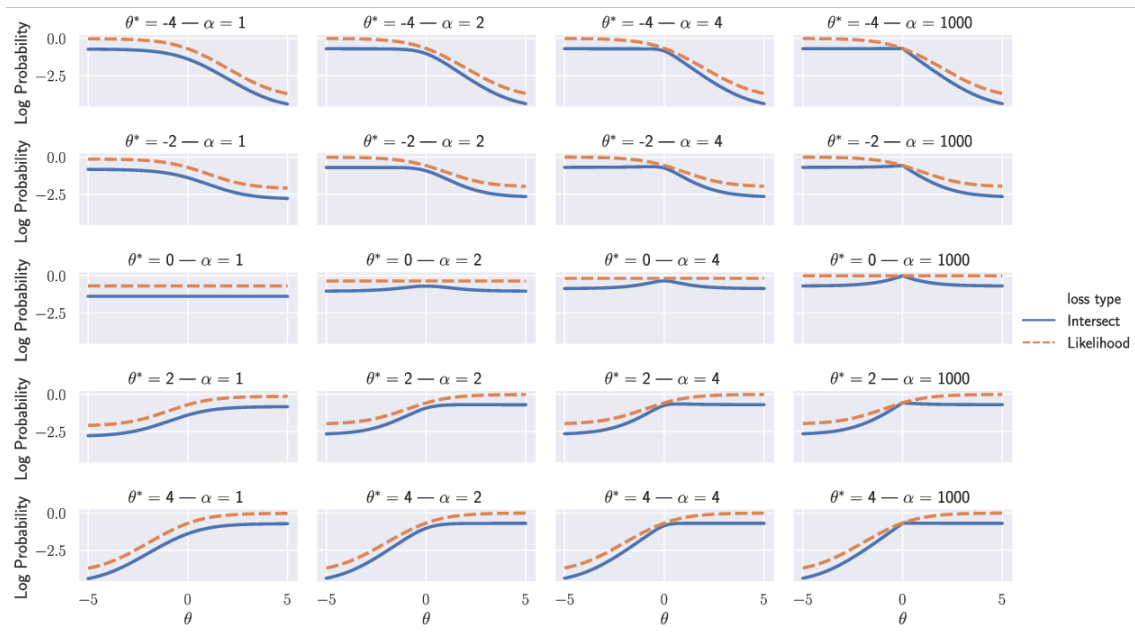 θ* = -4 — α = 1
θ* = -4 — α = 2
θ* = -4 — α = 4
θ* = -4 — α = 1000
Log Probability
0.0
−2.5
θ* = -2 — α = 1
θ* = -2 — α = 2
θ* = -2 — α = 4
θ* = -2 — α = 1000
Log Probability
0.0
−2.5
θ* = 0 — α = 1
θ* = 0 — α = 2
θ* = 0 — α = 4
θ* = 0 — α = 1000
Log Probability
0.0
−2.5
loss type
Intersect
Likelihood
θ* = 2 — α = 1
θ* = 2 — α = 2
θ* = 2 — α = 4
θ* = 2 — α = 1000
Log Probability
0.0
−2.5
θ* = 4 — α = 1
θ* = 4 — α = 2
θ* = 4 — α = 4
θ* = 4 — α = 1000
Log Probability
0.0
−2.5
−5 0 5
−5 0 5
−5 0 5
−5 0 5
θ
θ
θ
θ